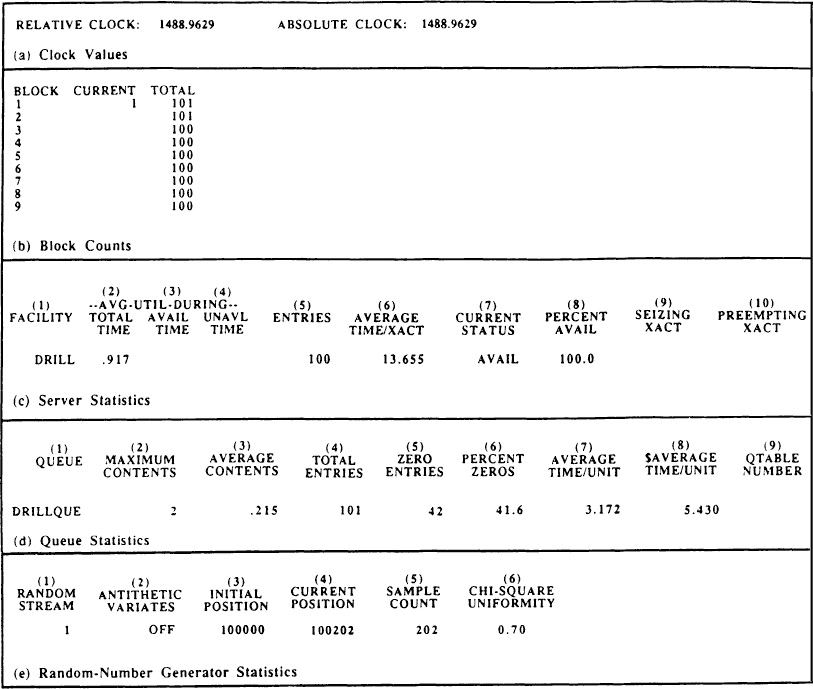 RELATIVE CLOCK: 1488.9629 ABSOLUTE CLOCK: 1488.9629
(a) Clock Values
BLOCK CURRENT TOTAL
1 1 101
2 101
3 100
4 100
5 100
6 100
7 100
8 100
9 100
(b) Block Counts
(2) (3) (4)
(1) --AVG-UTIL-DURING-- (5) (6) (7) (8) (9) (10)
FACILITY TOTAL AVAIL UNAVL ENTRIES AVERAGE CURRENT PERCENT SEIZING PREEMPTING
TIME TIME TIME TIME/XACT STATUS AVAIL XACT XACT
DRILL .917 100 13.655 AVAIL 100.0
(c) Server Statistics
(1) (2) (3) (4) (5) (6) (7) (8) (9)
QUEUE MAXIMUM AVERAGE TOTAL ZERO PERCENT AVERAGE $AVERAGE QTABLE
CONTENTS CONTENTS ENTRIES ENTRIES ZEROS TIME/UNIT TIME/UNIT NUMBER
DRILLQUE 2 .215 101 42 41.6 3.172 5.430
(d) Queue Statistics
(1) (2) (3) (4) (5) (6)
RANDOM ANTITHETIC INITIAL CURRENT SAMPLE CHI-SQUARE
STREAM VARIATES POSITION POSITION COUNT UNIFORMITY
1 OFF 100000 100202 202 0.70
(e) Random-Number Generator Statistics